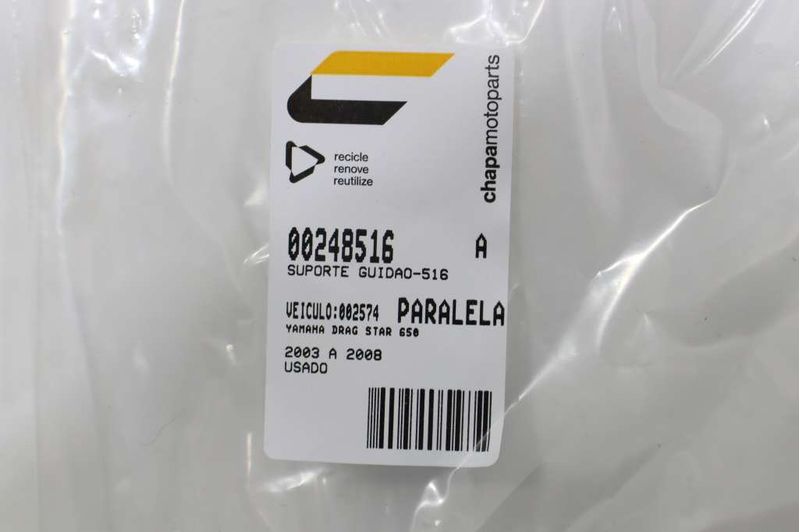 chapamotoparts
recicle
renove
reutilize
00248516 A
SUPORTE GUIDAO-516
VEICULO:002574 PARALELA
YAMAHA DRAG STAR 650
2003 A 2008
USADO